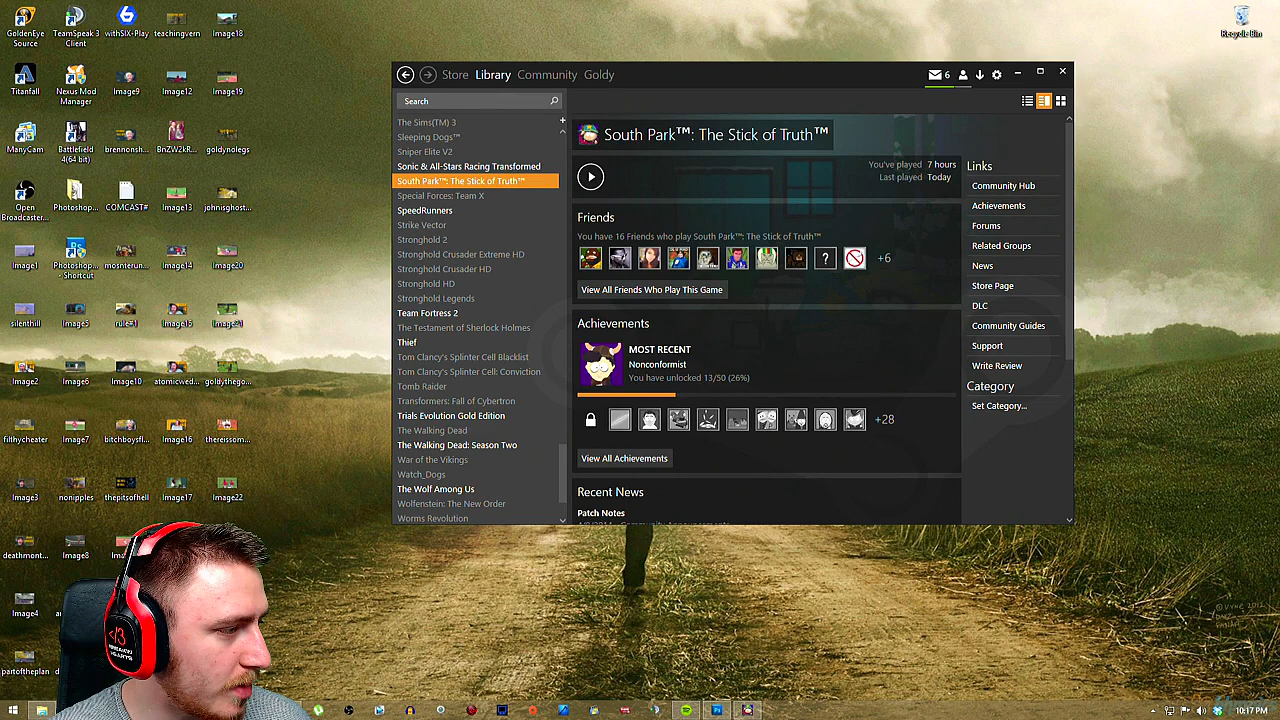 GoldenEye Source
TeamSpeak 3 Client
withSIX-Play
teachingvern
Image18
Recycle Bin
Titanfall
Nexus Mod Manager
Image9
Image12
Image19
ManyCam
Battlefield 4(64 bit)
brennonsh...
BnZW2kR...
goldynolegs
Open Broadcaster...
Photoshop...
COMCAST#
Image13
johnisghost...
Image1
Photoshop... - Shortcut
mosnterun...
Image14
Image20
silenthill
Image5
rule#1
Image15
Image21
Image2
Image6
Image10
atomicwed...
goldythego...
filthycheater
Image7
bitchboysfl...
Image16
thereissom...
Image3
nonipples
thepitsofhell
Image17
Image22
deathmont...
Image8
Image4
partoftheplan
Store Library Community Goldy
6
Search
The Sims(TM) 3
Sleeping Dogs™
Sniper Elite V2
Sonic & All-Stars Racing Transformed
South Park™: The Stick of Truth™
Special Forces: Team X
SpeedRunners
Strike Vector
Stronghold 2
Stronghold Crusader Extreme HD
Stronghold Crusader HD
Stronghold HD
Stronghold Legends
Team Fortress 2
The Testament of Sherlock Holmes
Thief
Tom Clancy's Splinter Cell Blacklist
Tom Clancy's Splinter Cell: Conviction
Tomb Raider
Transformers: Fall of Cybertron
Trials Evolution Gold Edition
The Walking Dead
The Walking Dead: Season Two
War of the Vikings
Watch_Dogs
The Wolf Among Us
Wolfenstein: The New Order
Worms Revolution
South Park™: The Stick of Truth™
You've played 7 hours
Last played Today
Friends
You have 16 Friends who play South Park™: The Stick of Truth™
+6
View All Friends Who Play This Game
Achievements
MOST RECENT
Nonconformist
You have unlocked 13/50 (26%)
+28
View All Achievements
Recent News
Patch Notes
Links
Community Hub
Achievements
Forums
Related Groups
News
Store Page
DLC
Community Guides
Support
Write Review
Category
Set Category...
10:17 PM